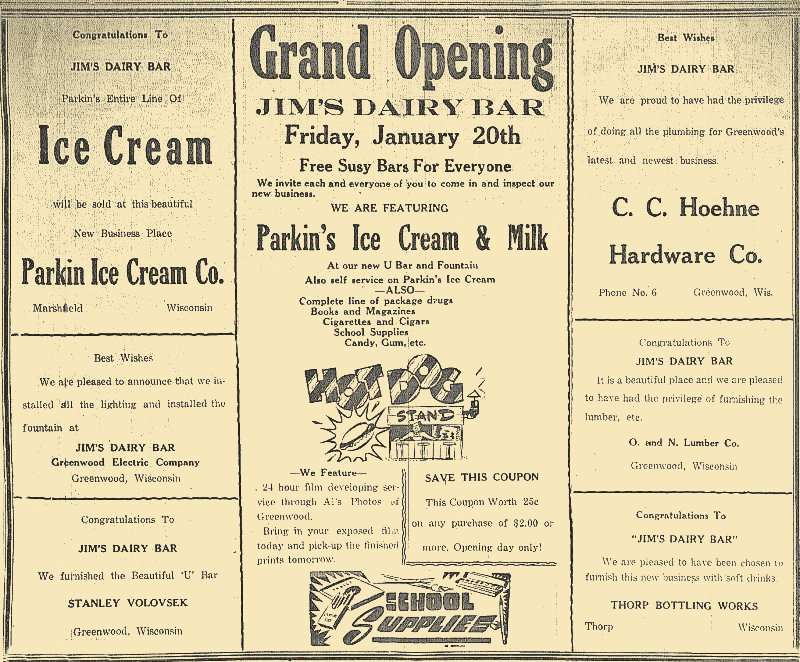 Congratulations To
JIM'S DAIRY BAR
Parkin's Entire Line Of
Ice Cream
will be sold at this beautiful
New Business Place
Parkin Ice Cream Co.
Marshfield Wisconsin
Best Wishes
We are pleased to announce that we in-
stalled all the lighting and installed the
fountain at
JIM'S DAIRY BAR
Greenwood Electric Company
Greenwood, Wisconsin
Congratulations To
JIM'S DAIRY BAR
We furnished the Beautiful 'U' Bar
STANLEY VOLOVSEK
Greenwood, Wisconsin
Grand Opening
JIM'S DAIRY BAR
Friday, January 20th
Free Susy Bars For Everyone
We invite each and everyone of you to come in and inspect our
new business.
WE ARE FEATURING
Parkin's Ice Cream & Milk
At our new U Bar and Fountain
Also self service on Parkin's Ice Cream
—ALSO—
Complete line of package drugs
Books and Magazines
Cigarettes and Cigars
School Supplies
Candy, Gum, etc.
HOT DOG
STAND
—We Feature—
24 hour film developing ser-
vice through Al's Photos of
Greenwood.
Bring in your exposed film
today and pick-up the finished
prints tomorrow.
SAVE THIS COUPON
This Coupon Worth 25c
on any purchase of $2.00 or
more. Opening day only!
SCHOOL
SUPPLIES
Best Wishes
JIM'S DAIRY BAR
We are proud to have had the privilege
of doing all the plumbing for Greenwood's
latest and newest business.
C. C. Hoehne
Hardware Co.
Phone No. 6 Greenwood, Wis.
Congratulations To
JIM'S DAIRY BAR
It is a beautiful place and we are pleased
to have had the privilege of furnishing the
lumber, etc.
O. and N. Lumber Co.
Greenwood, Wisconsin
Congratulations To
"JIM'S DAIRY BAR"
We are pleased to have been chosen to
furnish this new business with soft drinks.
THORP BOTTLING WORKS
Thorp Wisconsin